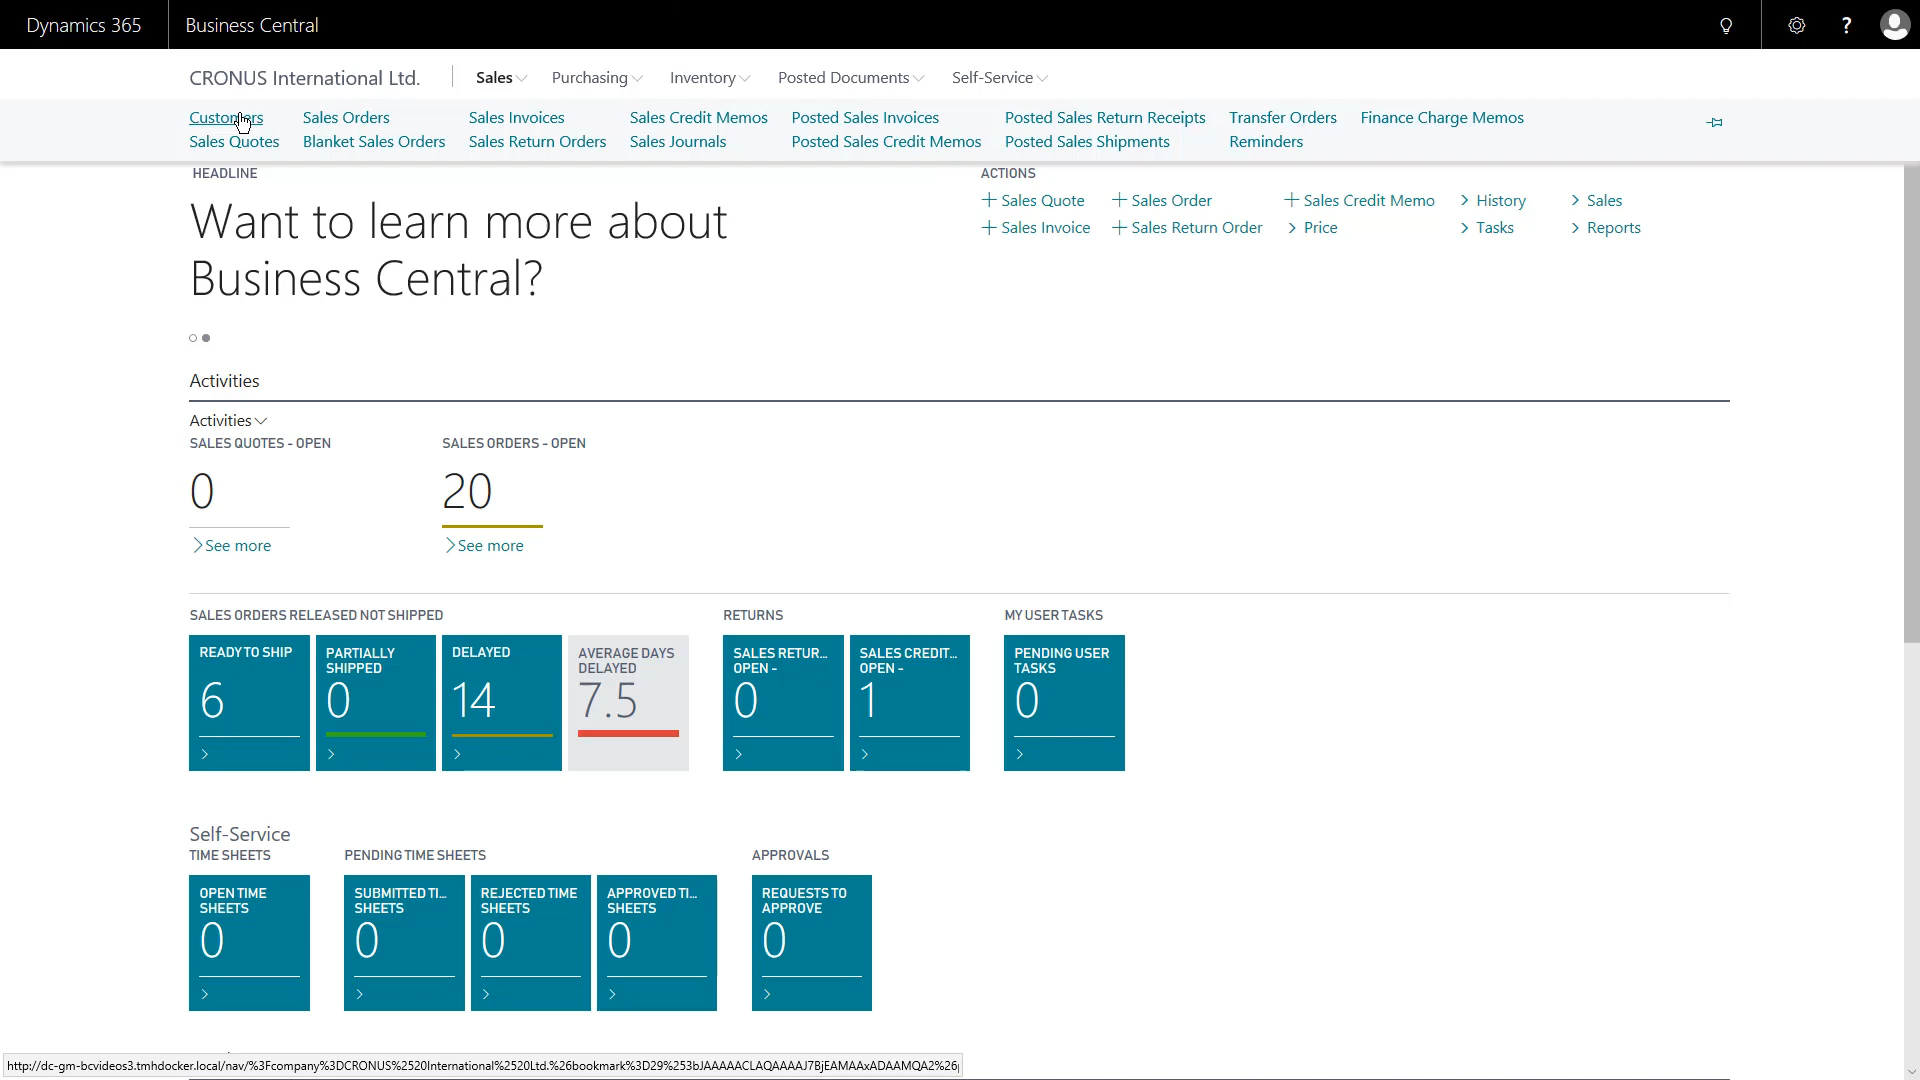 Dynamics 365
Business Central
?
CRONUS International Ltd.
Sales
Purchasing
Inventory
Posted Documents
Self-Service
Customers
Sales Orders
Sales Invoices
Sales Credit Memos
Posted Sales Invoices
Posted Sales Return Receipts
Transfer Orders
Finance Charge Memos
Sales Quotes
Blanket Sales Orders
Sales Return Orders
Sales Journals
Posted Sales Credit Memos
Posted Sales Shipments
Reminders
HEADLINE
Want to learn more about
Business Central?
ACTIONS
Sales Quote
Sales Order
Sales Credit Memo
History
Sales
Sales Invoice
Sales Return Order
Price
Tasks
Reports
Activities
Activities
SALES QUOTES - OPEN
0
See more
SALES ORDERS - OPEN
20
See more
SALES ORDERS RELEASED NOT SHIPPED
READY TO SHIP
6
PARTIALLY
SHIPPED
0
DELAYED
14
AVERAGE DAYS
DELAYED
7.5
RETURNS
SALES RETUR...
OPEN -
0
SALES CREDIT...
OPEN -
1
MY USER TASKS
PENDING USER
TASKS
0
Self-Service
TIME SHEETS
OPEN TIME
SHEETS
0
PENDING TIME SHEETS
SUBMITTED TI...
SHEETS
0
REJECTED TIME
SHEETS
0
APPROVED TI...
SHEETS
0
APPROVALS
REQUESTS TO
APPROVE
0
http://dc-gm-bcvideos3.tmhdocker.local/nav/%3Fcompany%3DCRONUS%2520International%2520Ltd.%26bookmark%3D29%253bJAAAAACLAQAAAAJ7BjEAMAAxADAAMQA2%26